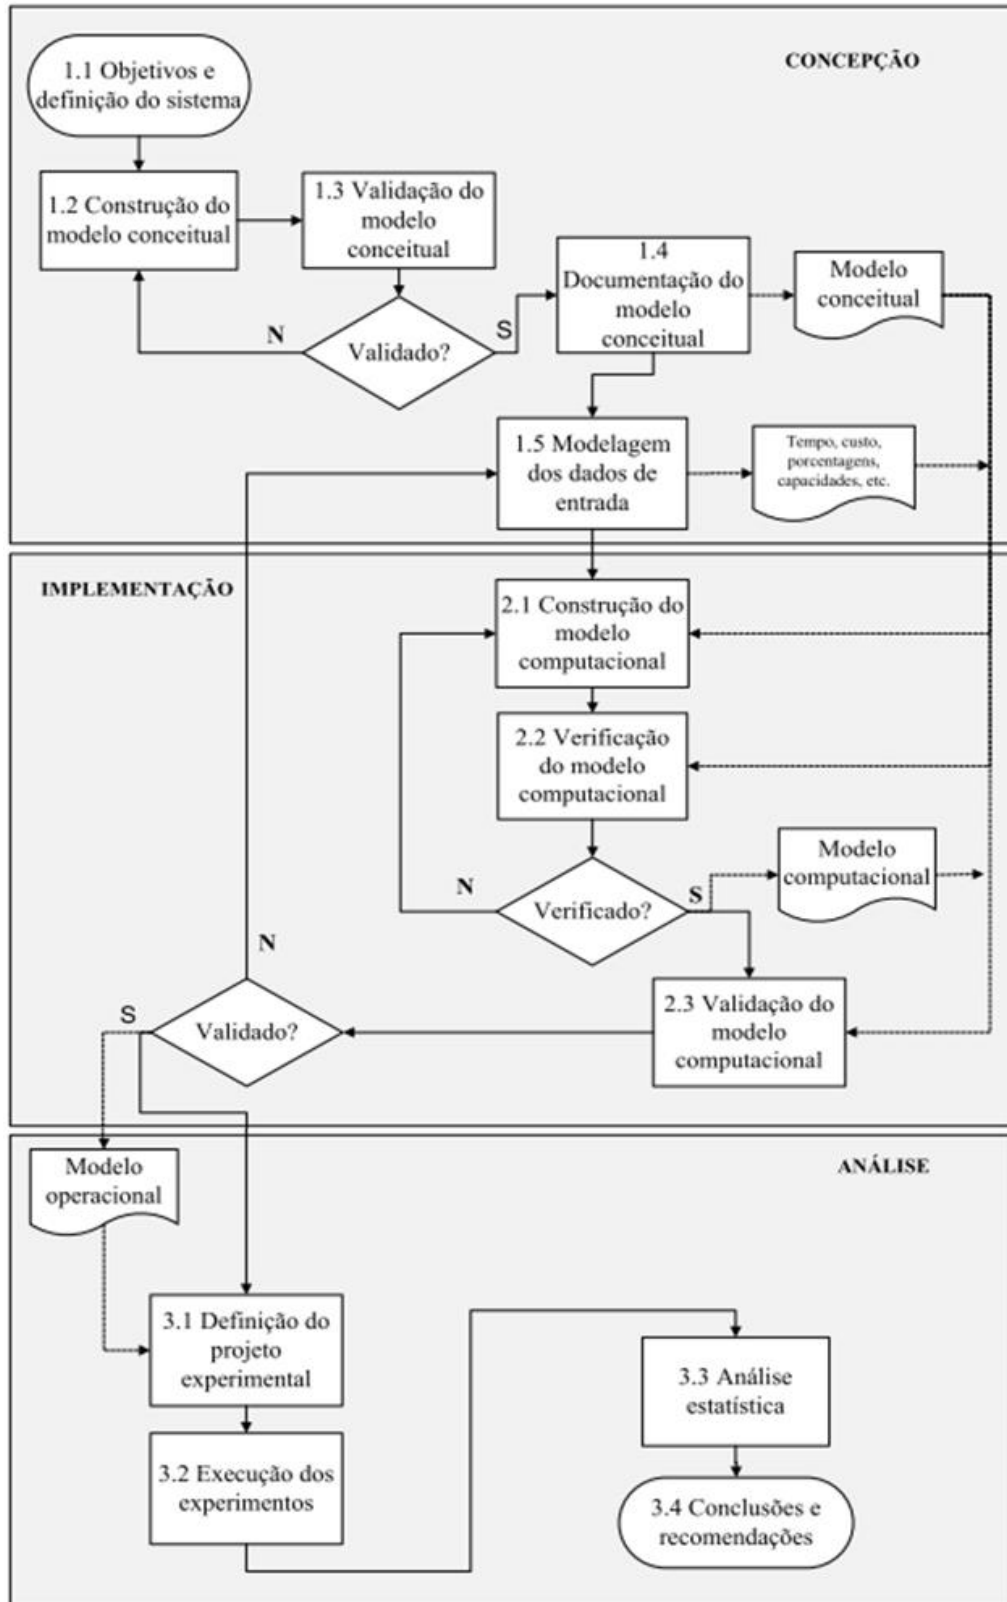 CONCEPÇÃO
1.1 Objetivos e
definição do sistema
1.2 Construção do
modelo conceitual
1.3 Validação do
modelo
conceitual
Validado?
N
S
1.4
Documentação do
modelo
conceitual
Modelo
conceitual
1.5 Modelagem
dos dados de
entrada
Tempo, custo,
porcentagens,
capacidades, etc.
IMPLEMENTAÇÃO
2.1 Construção do
modelo
computacional
2.2 Verificação
do modelo
computacional
Verificado?
N
S
Modelo
computacional
2.3 Validação do
modelo
computacional
Validado?
N
S
ANÁLISE
Modelo
operacional
3.1 Definição do
projeto
experimental
3.2 Execução dos
experimentos
3.3 Análise
estatística
3.4 Conclusões e
recomendações